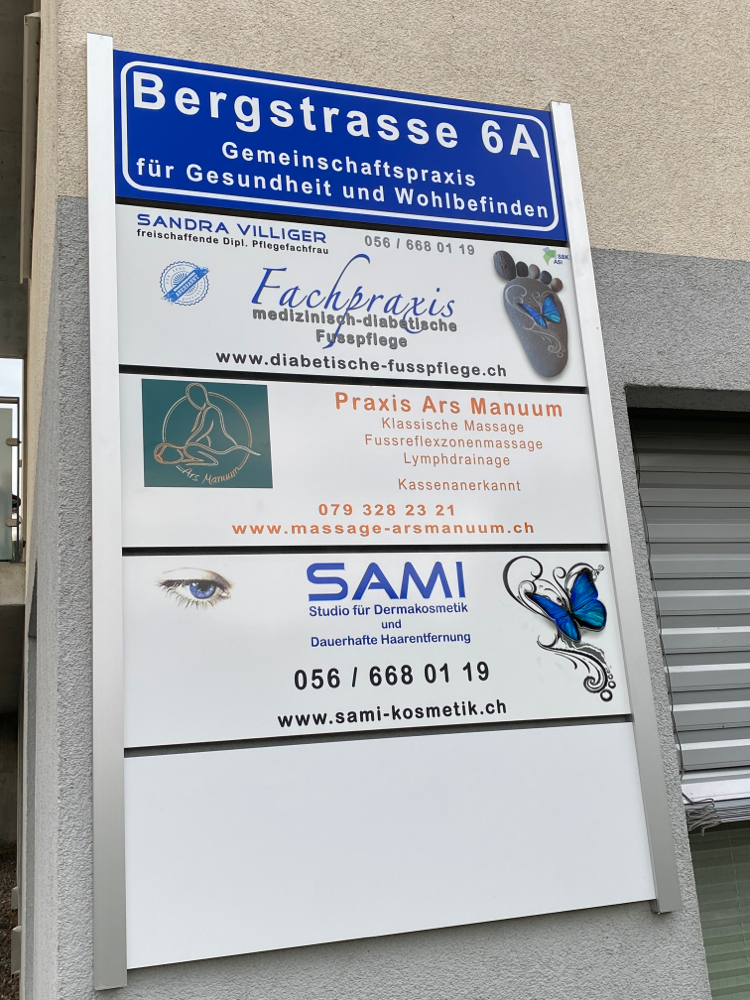 Bergstrasse 6A
Gemeinschaftspraxis
für Gesundheit und Wohlbefinden
SANDRA VILLIGER
freischaffende Dipl. Pflegefachfrau
056 / 668 01 19
SBK
ASI
Fachpraxis
medizinisch-diabetische
Fusspflege
www.diabetische-fusspflege.ch
Ars Manuum
Praxis Ars Manuum
Klassische Massage
Fussreflexzonenmassage
Lymphdrainage
Kassenanerkannt
079 328 23 21
www.massage-arsmanuum.ch
SAMI
Studio für Dermakosmetik
und
Dauerhafte Haarentfernung
056 / 668 01 19
www.sami-kosmetik.ch